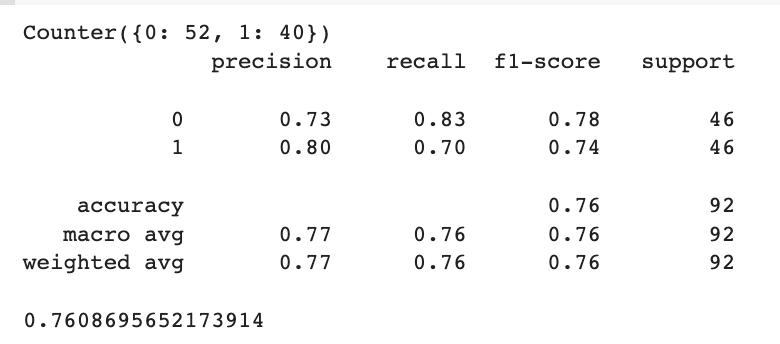 Counter({0: 52, 1: 40})
precision recall f1-score support
0 0.73 0.83 0.78 46
1 0.80 0.70 0.74 46
accuracy 0.76 92
macro avg 0.77 0.76 0.76 92
weighted avg 0.77 0.76 0.76 92
0.7608695652173914